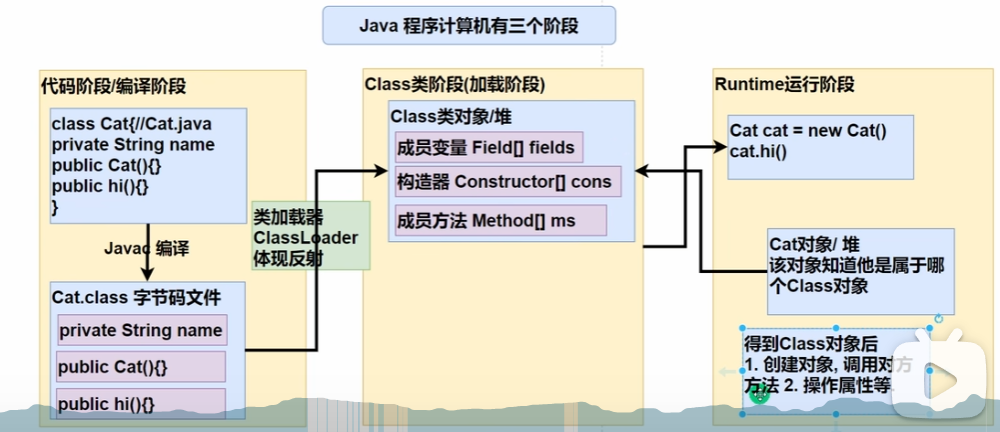 Java 程序计算机有三个阶段
代码阶段/编译阶段
class Cat{//Cat.java
private String name
public Cat(){}
public hi(){}
}
Javac 编译
Cat.class 字节码文件
private String name
public Cat(){}
public hi(){}
类加载器
ClassLoader
体现反射
Class类阶段(加载阶段)
Class类对象/堆
成员变量 Field[] fields
构造器 Constructor[] cons
成员方法 Method[] ms
Runtime运行阶段
Cat cat = new Cat()
cat.hi()
Cat对象/ 堆
该对象知道他是属于哪
个Class对象
得到Class对象后
1. 创建对象, 调用对方
方法 2. 操作属性等